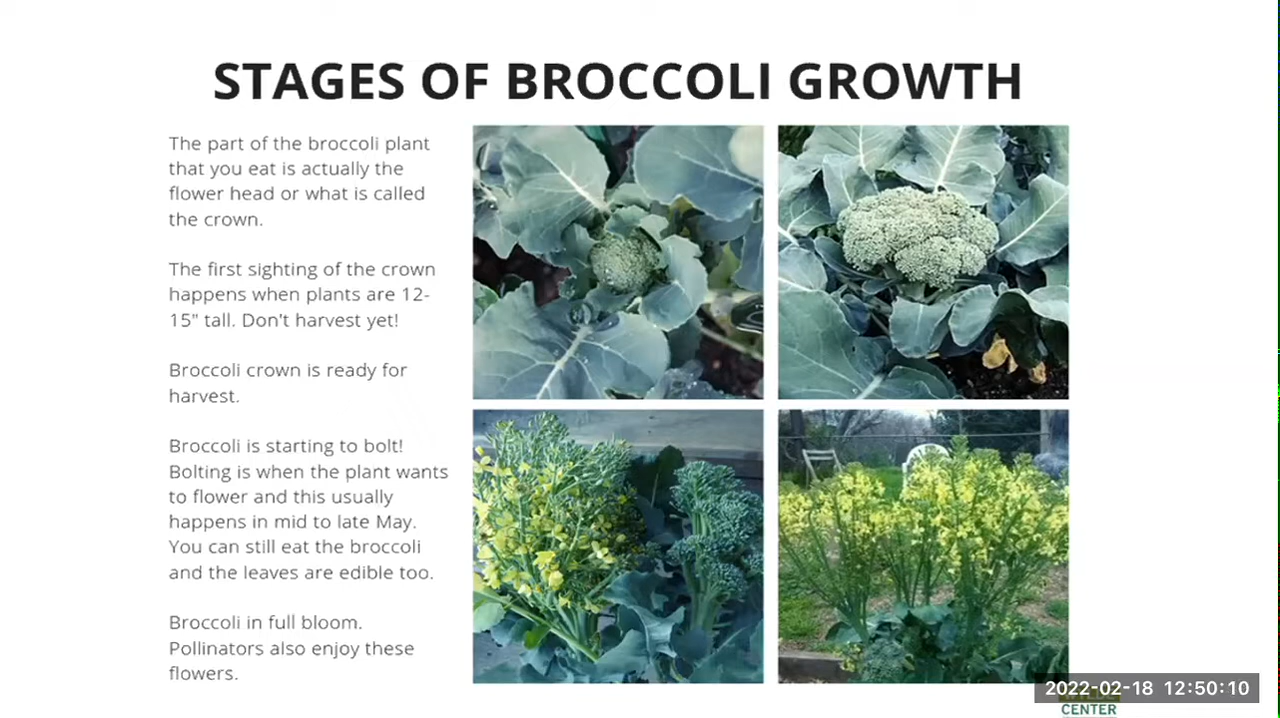 STAGES OF BROCCOLI GROWTH
The part of the broccoli plant
that you eat is actually the
flower head or what is called
the crown.
The first sighting of the crown
happens when plants are 12-
15" tall. Don't harvest yet!
Broccoli crown is ready for
harvest.
Broccoli is starting to bolt!
Bolting is when the plant wants
to flower and this usually
happens in mid to late May.
You can still eat the broccoli
and the leaves are edible too.
Broccoli in full bloom.
Pollinators also enjoy these
flowers.
2022-02-18 12:50:10
CENTER